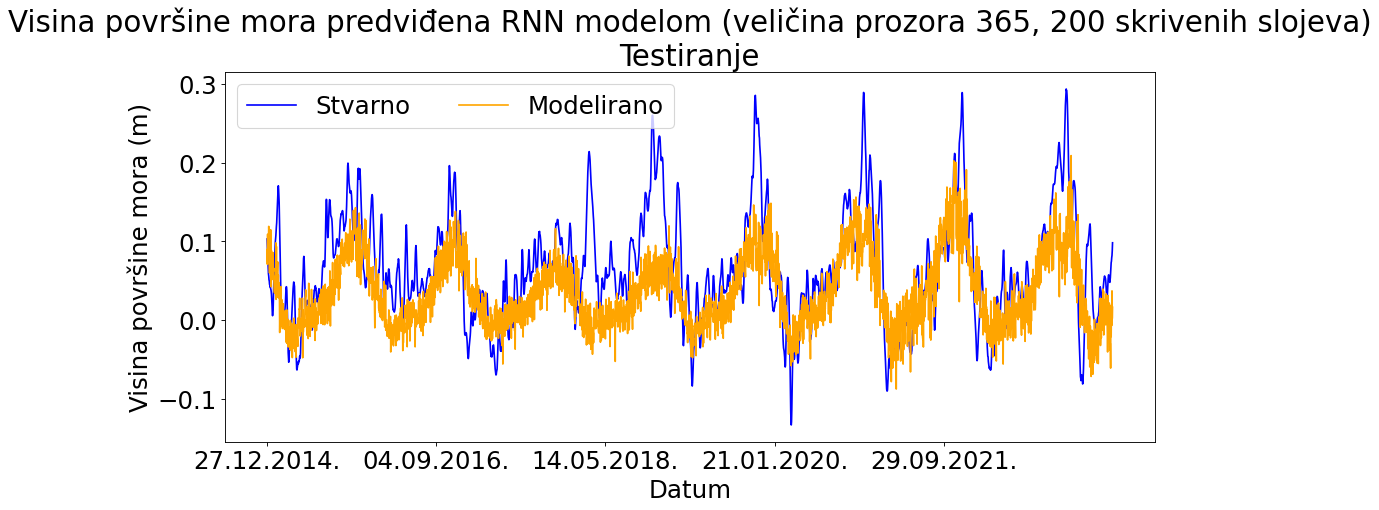 Visina površine mora predviđena RNN modelom (veličina prozora 365, 200 skrivenih slojeva)
Testiranje
Stvarno Modelirano
Visina površine mora (m)
0.3
0.2
0.1
0.0
−0.1
27.12.2014. 04.09.2016. 14.05.2018. 21.01.2020. 29.09.2021.
Datum